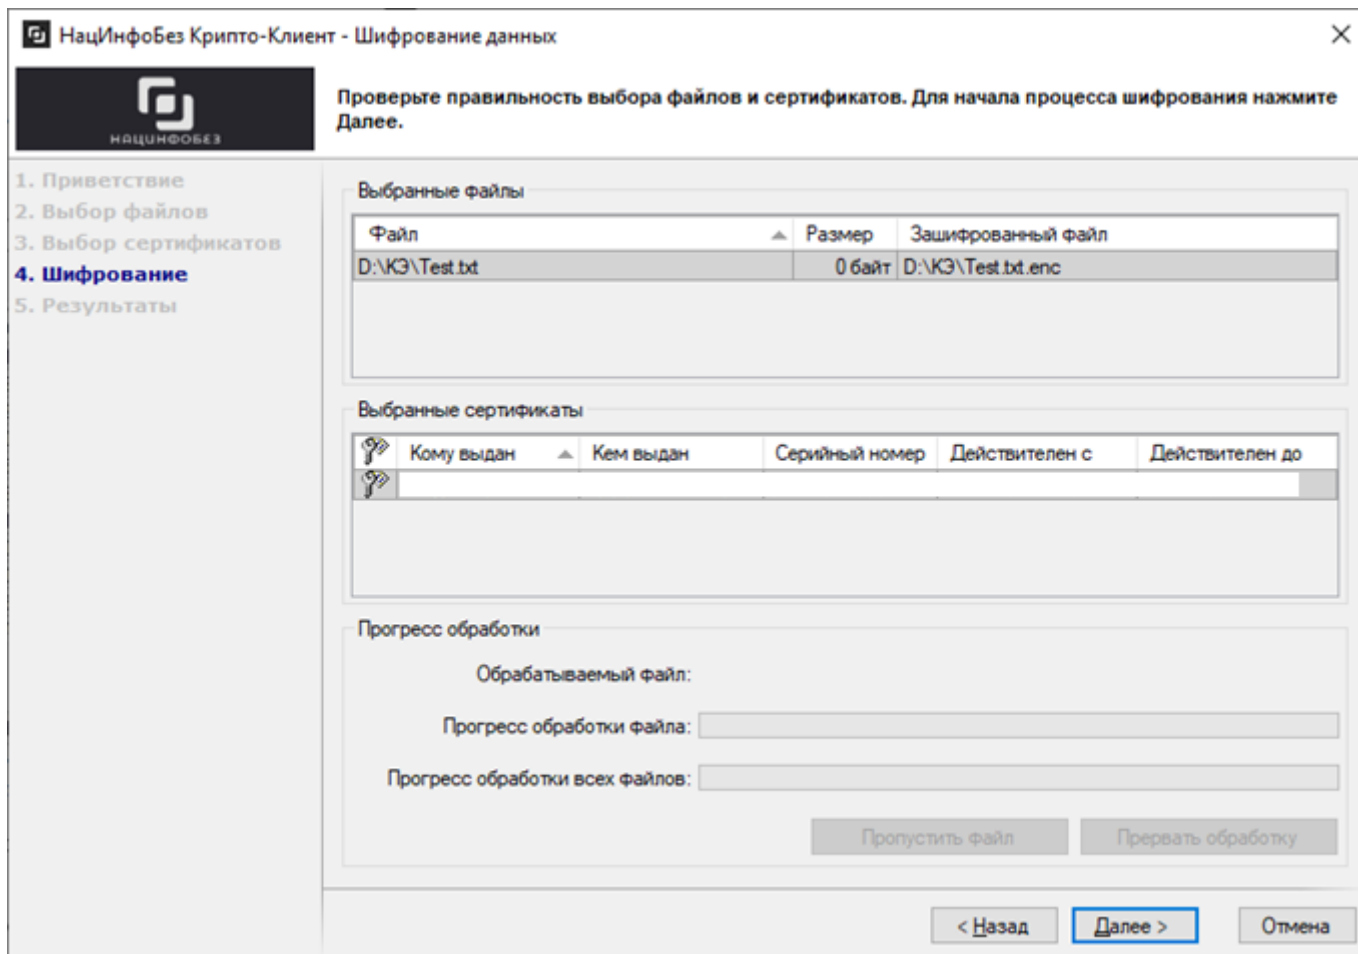 НацИнфоБез Крипто-Клиент - Шифрование данных
НАЦИНФОБЕЗ
Проверьте правильность выбора файлов и сертификатов. Для начала процесса шифрования нажмите
Далее.
1. Приветствие
2. Выбор файлов
3. Выбор сертификатов
4. Шифрование
5. Результаты
Выбранные файлы
Файл Размер Зашифрованный файл
D:\КЭ\Test.txt 0 байт D:\КЭ\Test.txt.enc
Выбранные сертификаты
Кому выдан Кем выдан Серийный номер Действителен с Действителен до
Прогресс обработки
Обрабатываемый файл:
Прогресс обработки файла:
Прогресс обработки всех файлов:
Пропустить файл Прервать обработку
< Назад Далее > Отмена